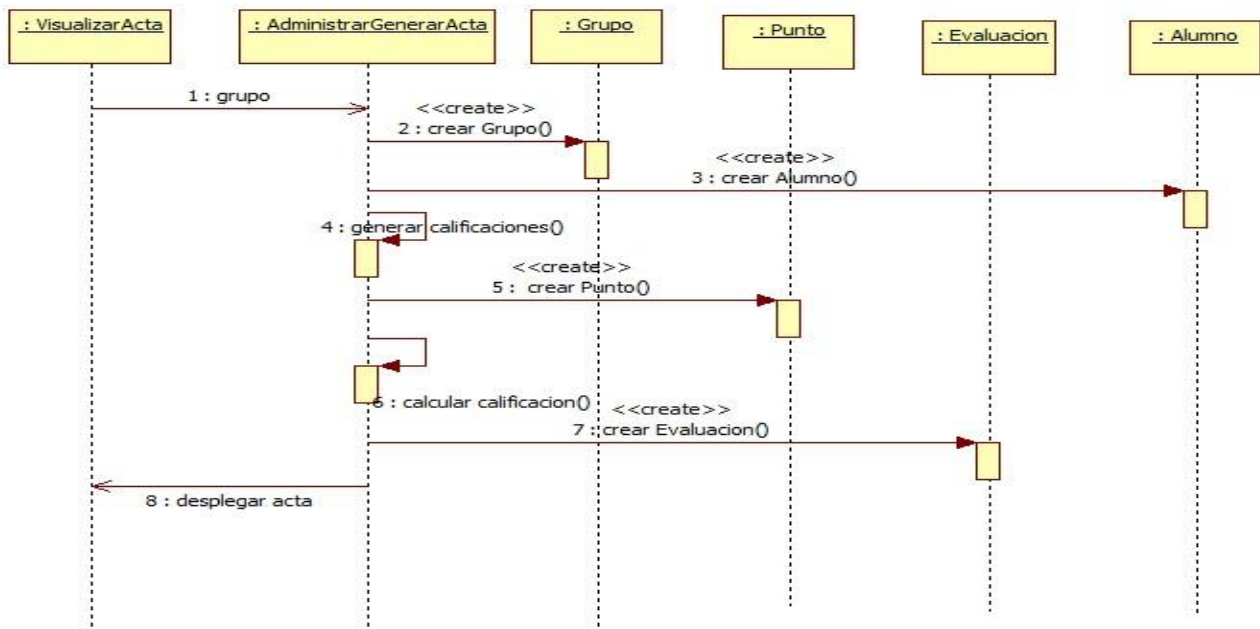 : VisualizarActa
: AdministrarGenerarActa
: Grupo
: Punto
: Evaluacion
: Alumno
1 : grupo
<<create>>
2 : crear Grupo()
<<create>>
3 : crear Alumno()
4 : generar calificaciones()
<<create>>
5 : crear Punto()
6 : calcular calificacion()
<<create>>
7 : crear Evaluacion()
8 : desplegar acta